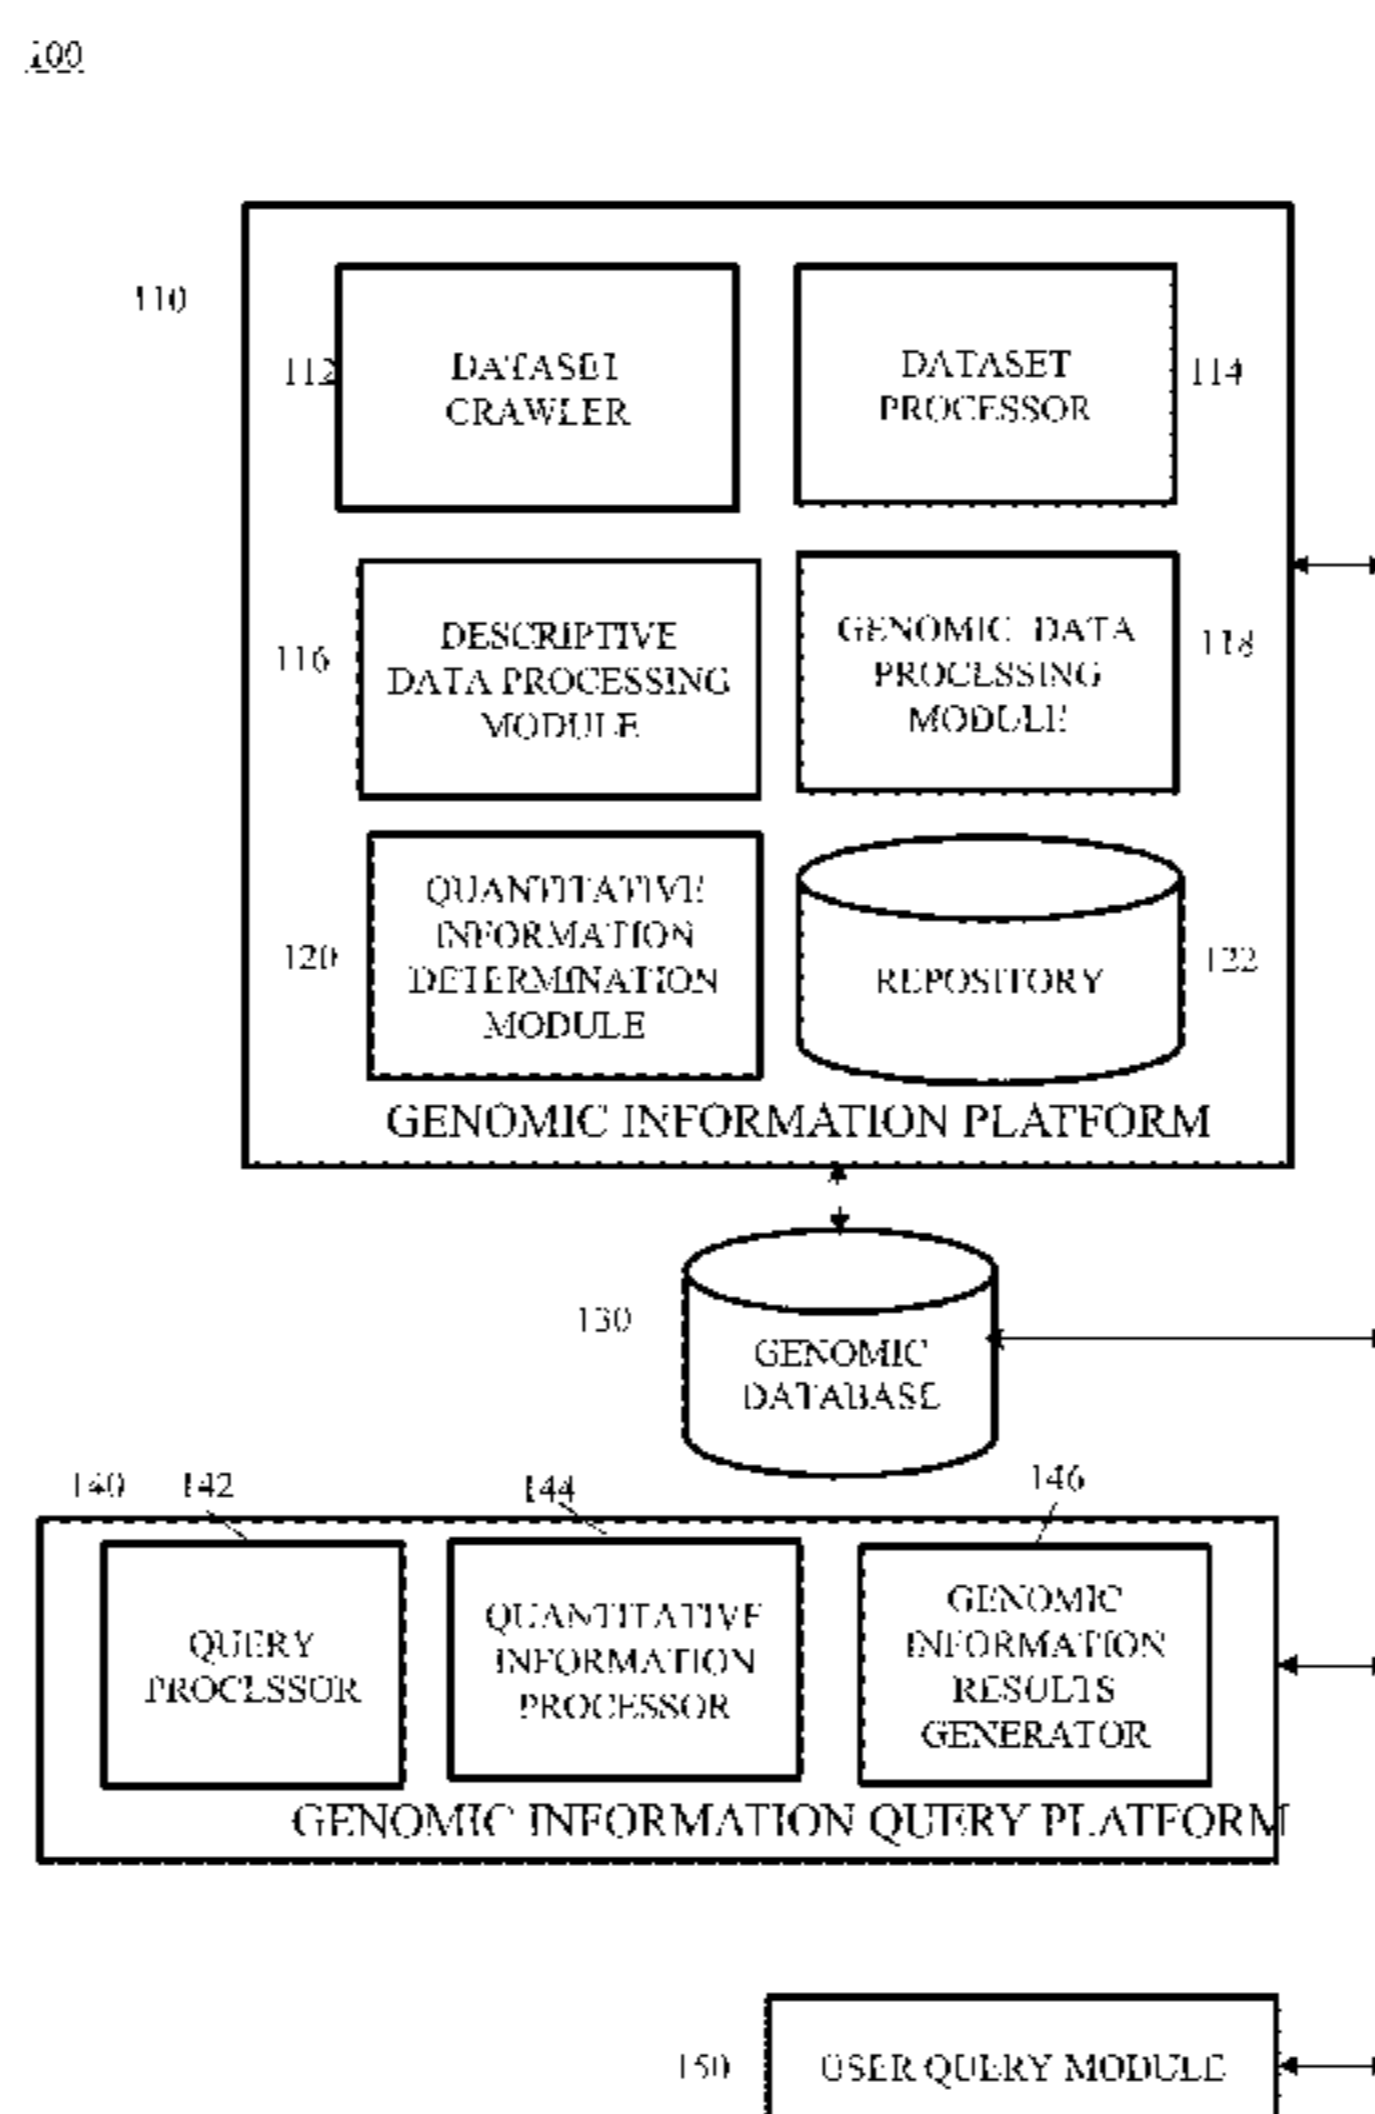 100
110
112
DATASET
CRAWLER
DATASET
PROCESSOR
114
116
DESCRIPTIVE
DATA PROCESSING
MODULE
GENOMIC DATA
PROCESSING
MODULE
118
120
QUANTITATIVE
INFORMATION
DETERMINATION
MODULE
REPOSITORY
122
GENOMIC INFORMATION PLATFORM
130
GENOMIC
DATABASE
140
142
144
146
QUERY
PROCESSOR
QUANTITATIVE
INFORMATION
PROCESSOR
GENOMIC
INFORMATION
RESULTS
GENERATOR
GENOMIC INFORMATION QUERY PLATFORM
150
USER QUERY MODULE